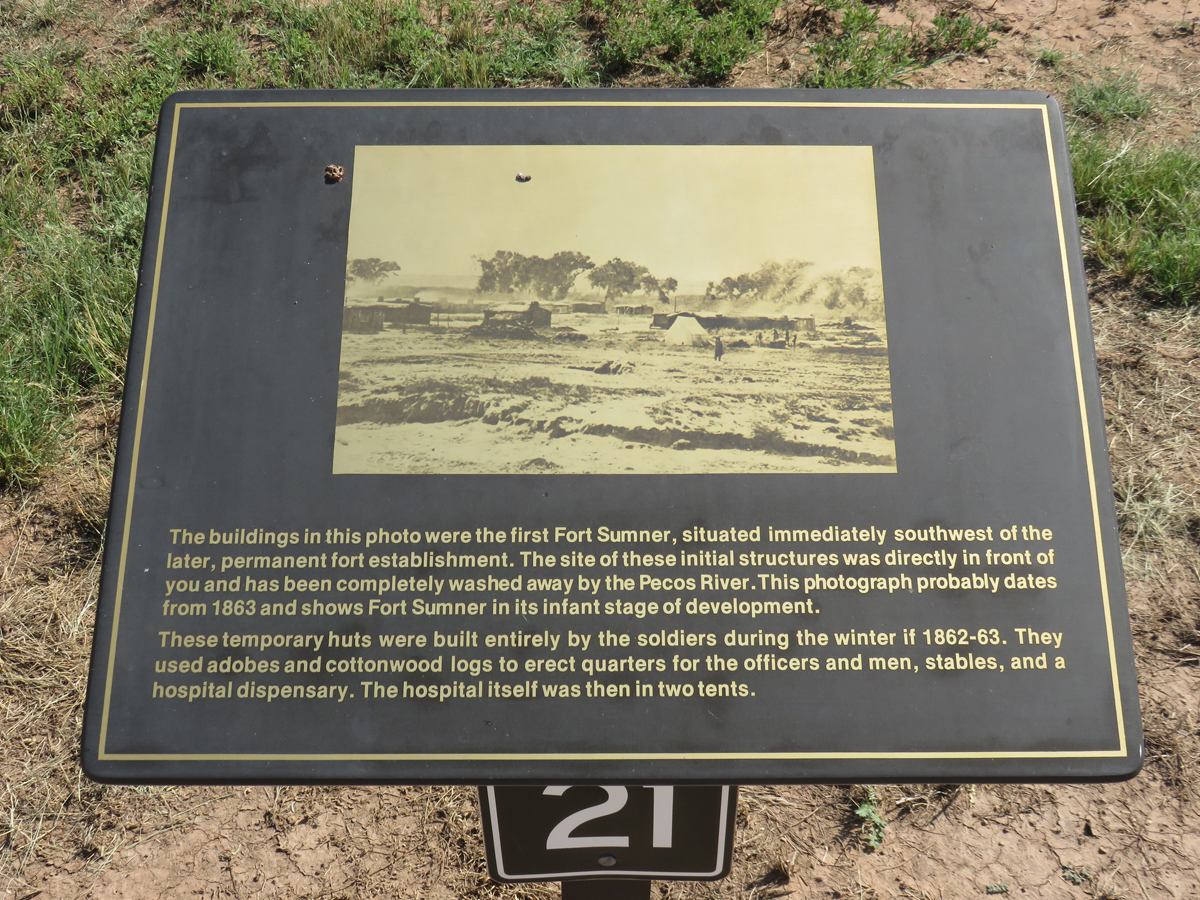 The buildings in this photo were the first Fort Sumner, situated immediately southwest of the
later, permanent fort establishment. The site of these initial structures was directly in front of
you and has been completely washed away by the Pecos River. This photograph probably dates
from 1863 and shows Fort Sumner in its infant stage of development.
These temporary huts were built entirely by the soldiers during the winter if 1862-63. They
used adobes and cottonwood logs to erect quarters for the officers and men, stables, and a
hospital dispensary. The hospital itself was then in two tents.
21